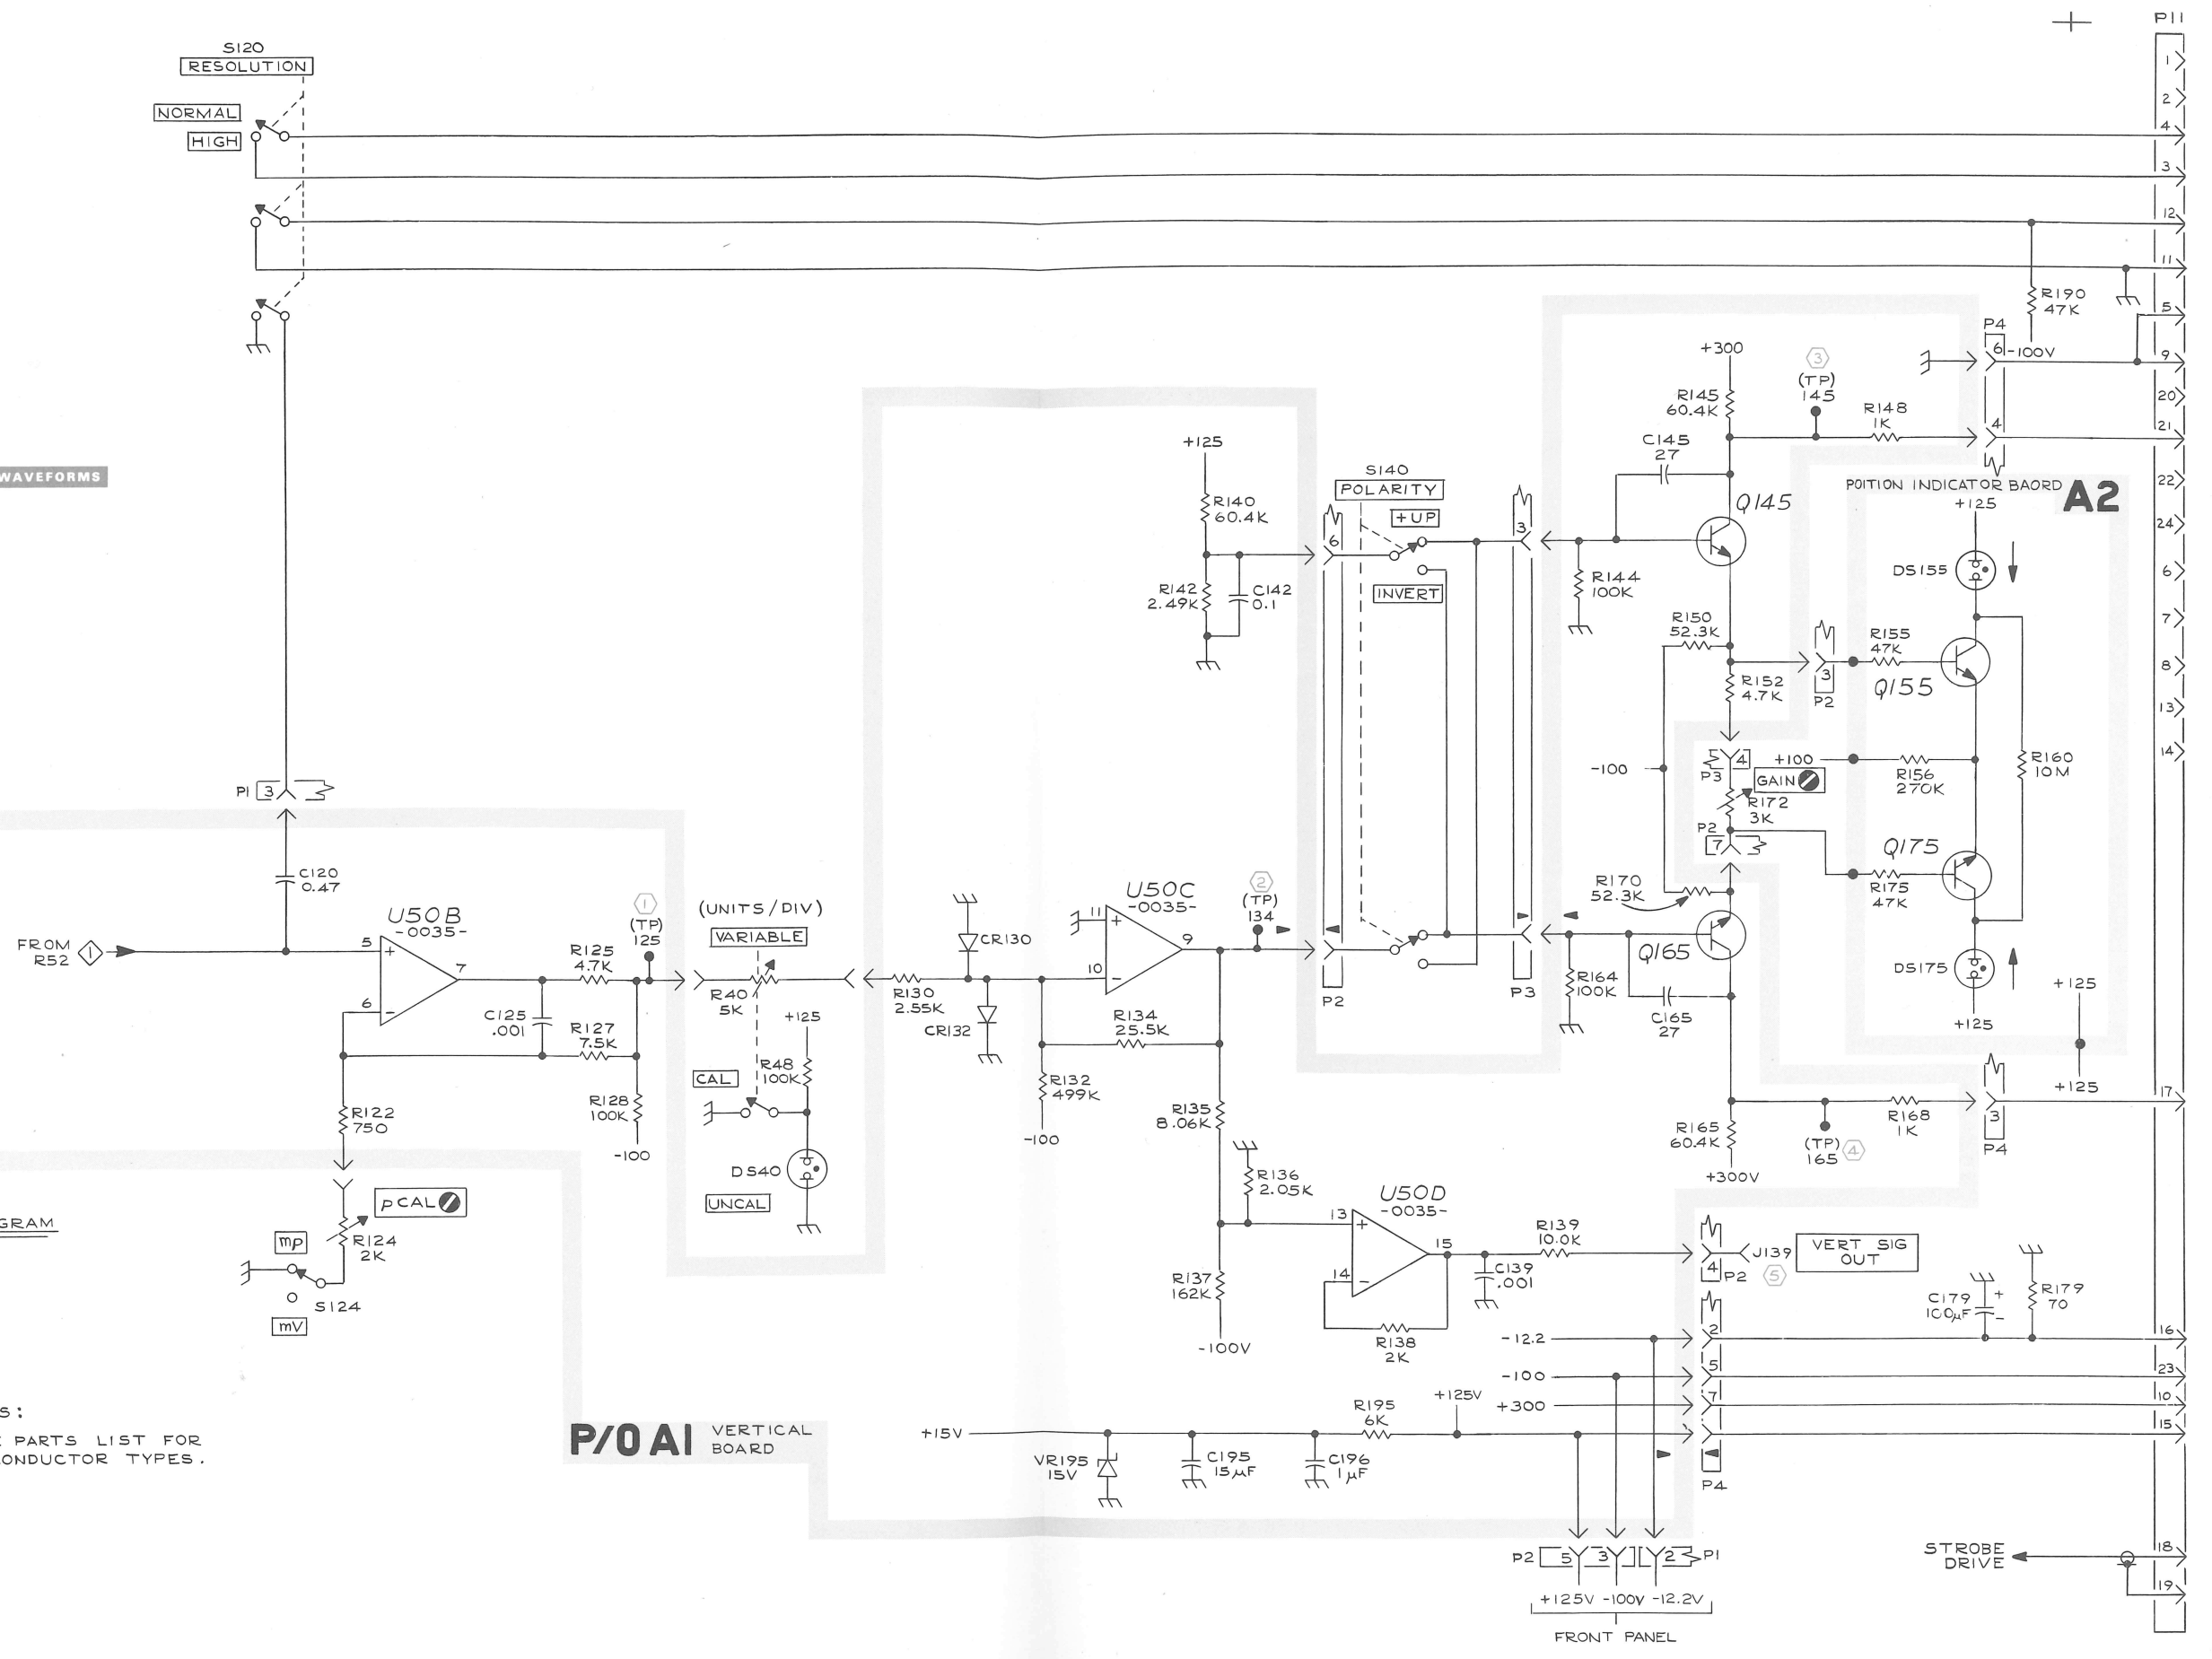 P11
S120
RESOLUTION
NORMAL
HIGH
1
2
4
3
12
11
5
9
20
21
22
24
6
7
8
13
14
17
16
23
10
15
18
19
R190
47K
-100V
P4
6
+300
3
(TP)
145
R145
60.4K
R148
1K
4
C145
27
WAVEFORMS
+125
S140
POLARITY
+UP
INVERT
Q145
POITION INDICATOR BAORD A2
+125
R140
60.4K
6
3
DS155
R142
2.49K
C142
0.1
R144
100K
R150
52.3K
R155
47K
3
P2
Q155
R152
4.7K
-100
P3
4
+100
R156
270K
R160
10M
GAIN
R172
3K
P2
7
Q175
R175
47K
R170
52.3K
P1
3
C120
0.47
U50B
-0035-
FROM
R52
1
5
6
7
R125
4.7K
1
(TP)
125
C125
.001
R127
7.5K
R122
750
R128
100K
-100
(UNITS/DIV)
VARIABLE
R40
5K
+125
R48
100K
CAL
DS40
UNCAL
R130
2.55K
CR130
CR132
U50C
-0035-
11
10
9
2
(TP)
134
R134
25.5K
R132
499K
-100
R135
8.06K
P2
P3
Q165
R164
100K
C165
27
DS175
+125
+125
+125
R165
60.4K
+300V
(TP)
165
4
R168
1K
3
P4
R136
2.05K
U50D
-0035-
13
14
15
R137
162K
-100V
R138
2K
C139
.001
R139
10.0K
4
P2
J139
5
VERT SIG
OUT
C179
100µF
+
-
R179
70
pCAL
R124
2K
mp
S124
mV
GRAM
-12.2
2
-100
5
+300
7
P4
S:
PARTS LIST FOR
ONDUCTOR TYPES.
P/O A1 VERTICAL
BOARD
+15V
VR195
15V
C195
15µF
C196
1µF
R195
6K
+125V
P2
5
3
2
P1
+125V -100V -12.2V
FRONT PANEL
STROBE
DRIVE